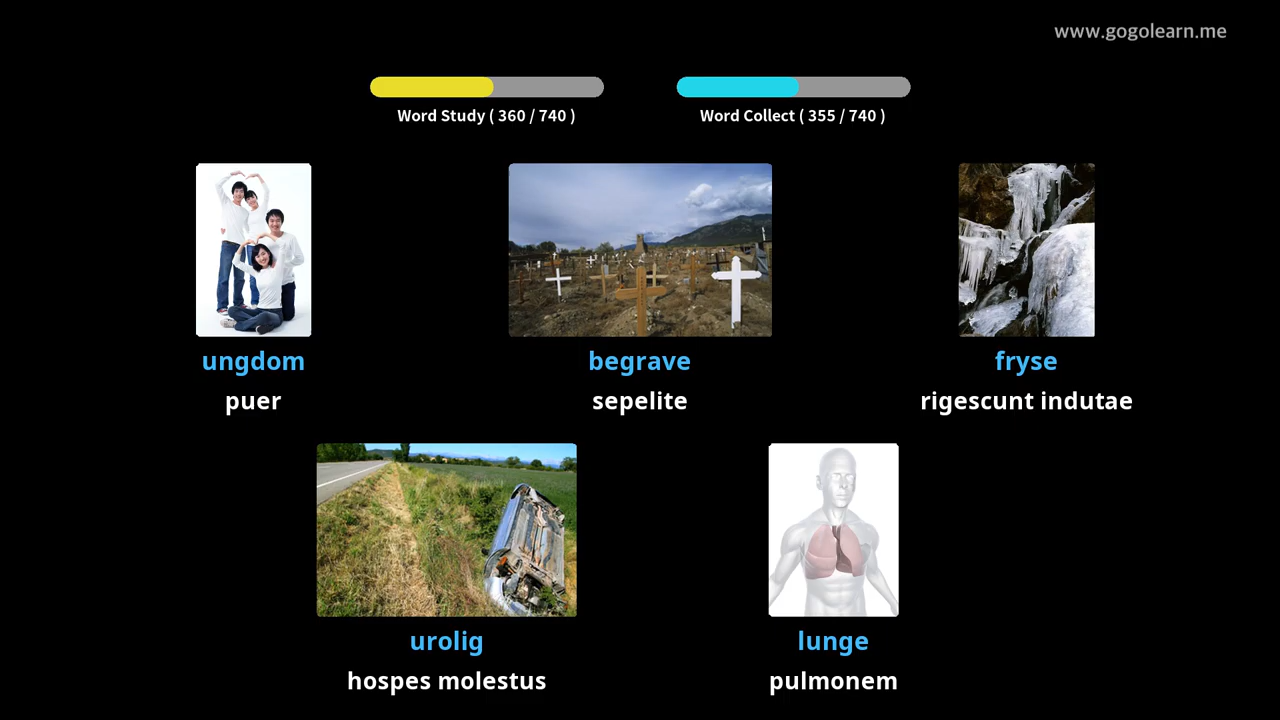 www.gogolearn.me
Word Study ( 360 / 740 )
Word Collect ( 355 / 740 )
ungdom
puer
begrave
sepelite
fryse
rigescunt indutae
urolig
hospes molestus
lunge
pulmonem